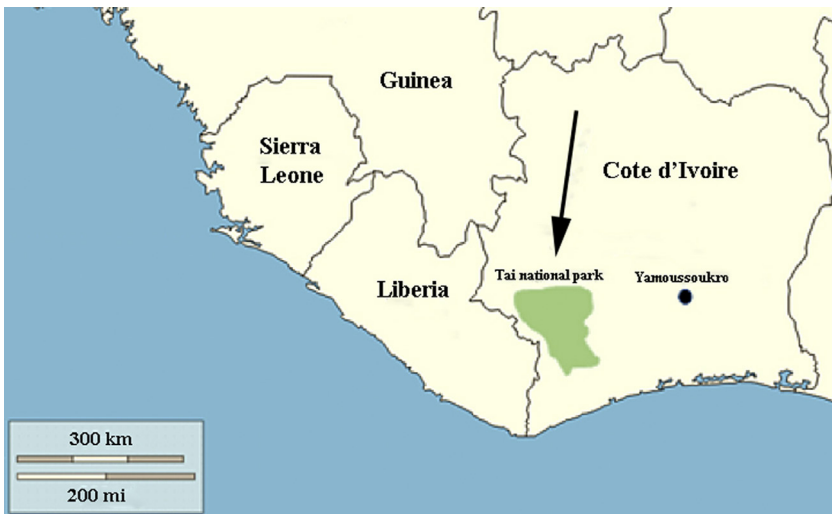 Guinea
Sierra
Leone
Cote d’Ivoire
Tai national park
Yamoussoukro
Liberia
300 km
200 mi